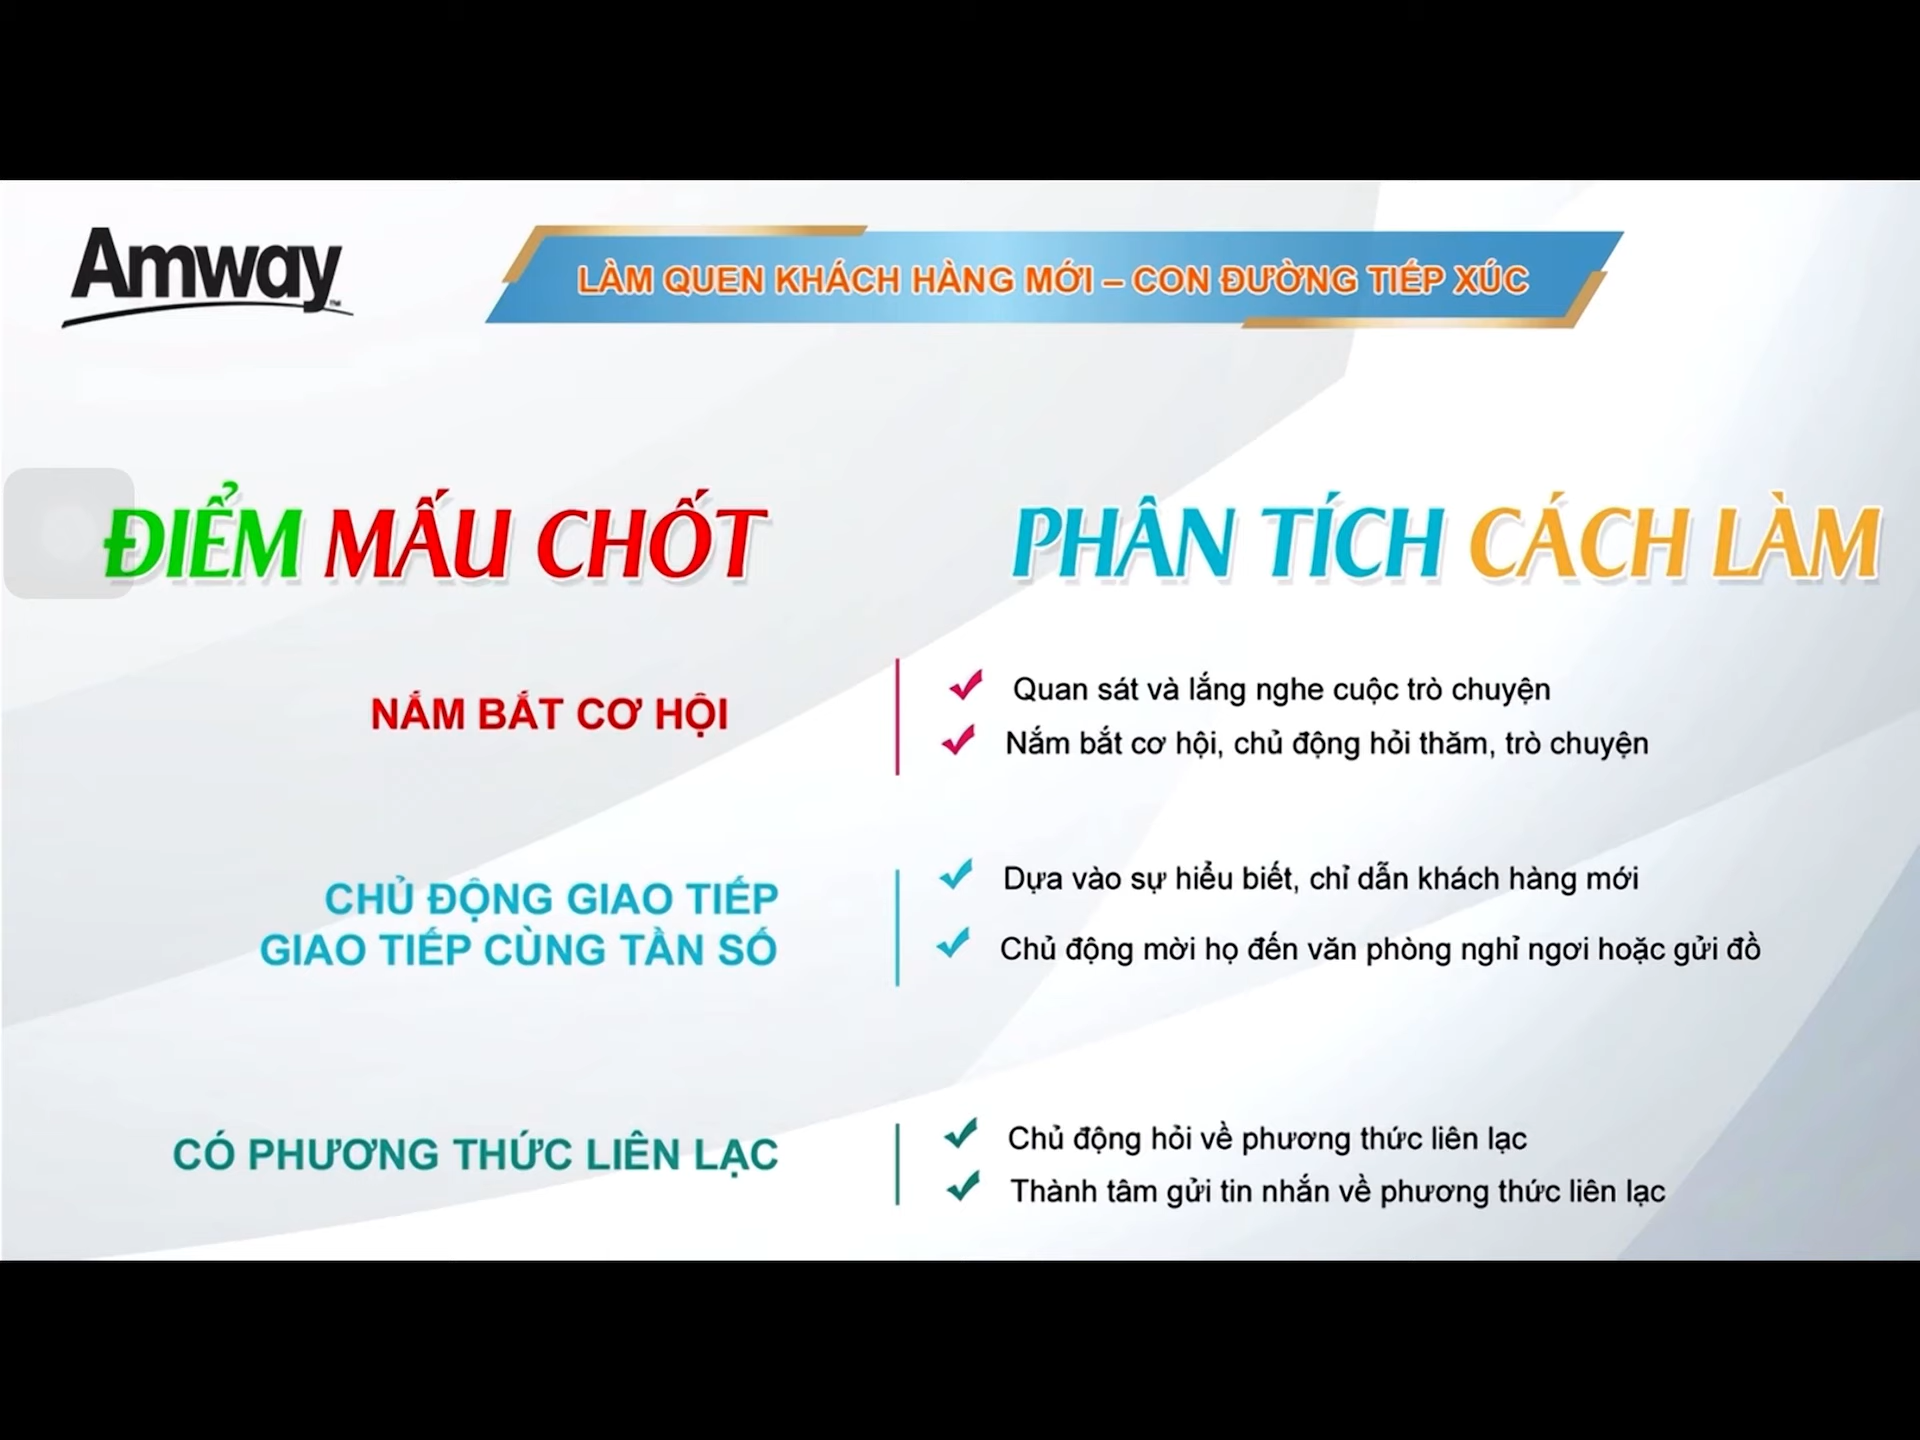 Amway™
LÀM QUEN KHÁCH HÀNG MỚI – CON ĐƯỜNG TIẾP XÚC
ĐIỂM MẤU CHỐT
PHÂN TÍCH CÁCH LÀM
NẮM BẮT CƠ HỘI
Quan sát và lắng nghe cuộc trò chuyện
Nắm bắt cơ hội, chủ động hỏi thăm, trò chuyện
CHỦ ĐỘNG GIAO TIẾP
GIAO TIẾP CÙNG TẦN SỐ
Dựa vào sự hiểu biết, chỉ dẫn khách hàng mới
Chủ động mời họ đến văn phòng nghỉ ngơi hoặc gửi đồ
CÓ PHƯƠNG THỨC LIÊN LẠC
Chủ động hỏi về phương thức liên lạc
Thành tâm gửi tin nhắn về phương thức liên lạc